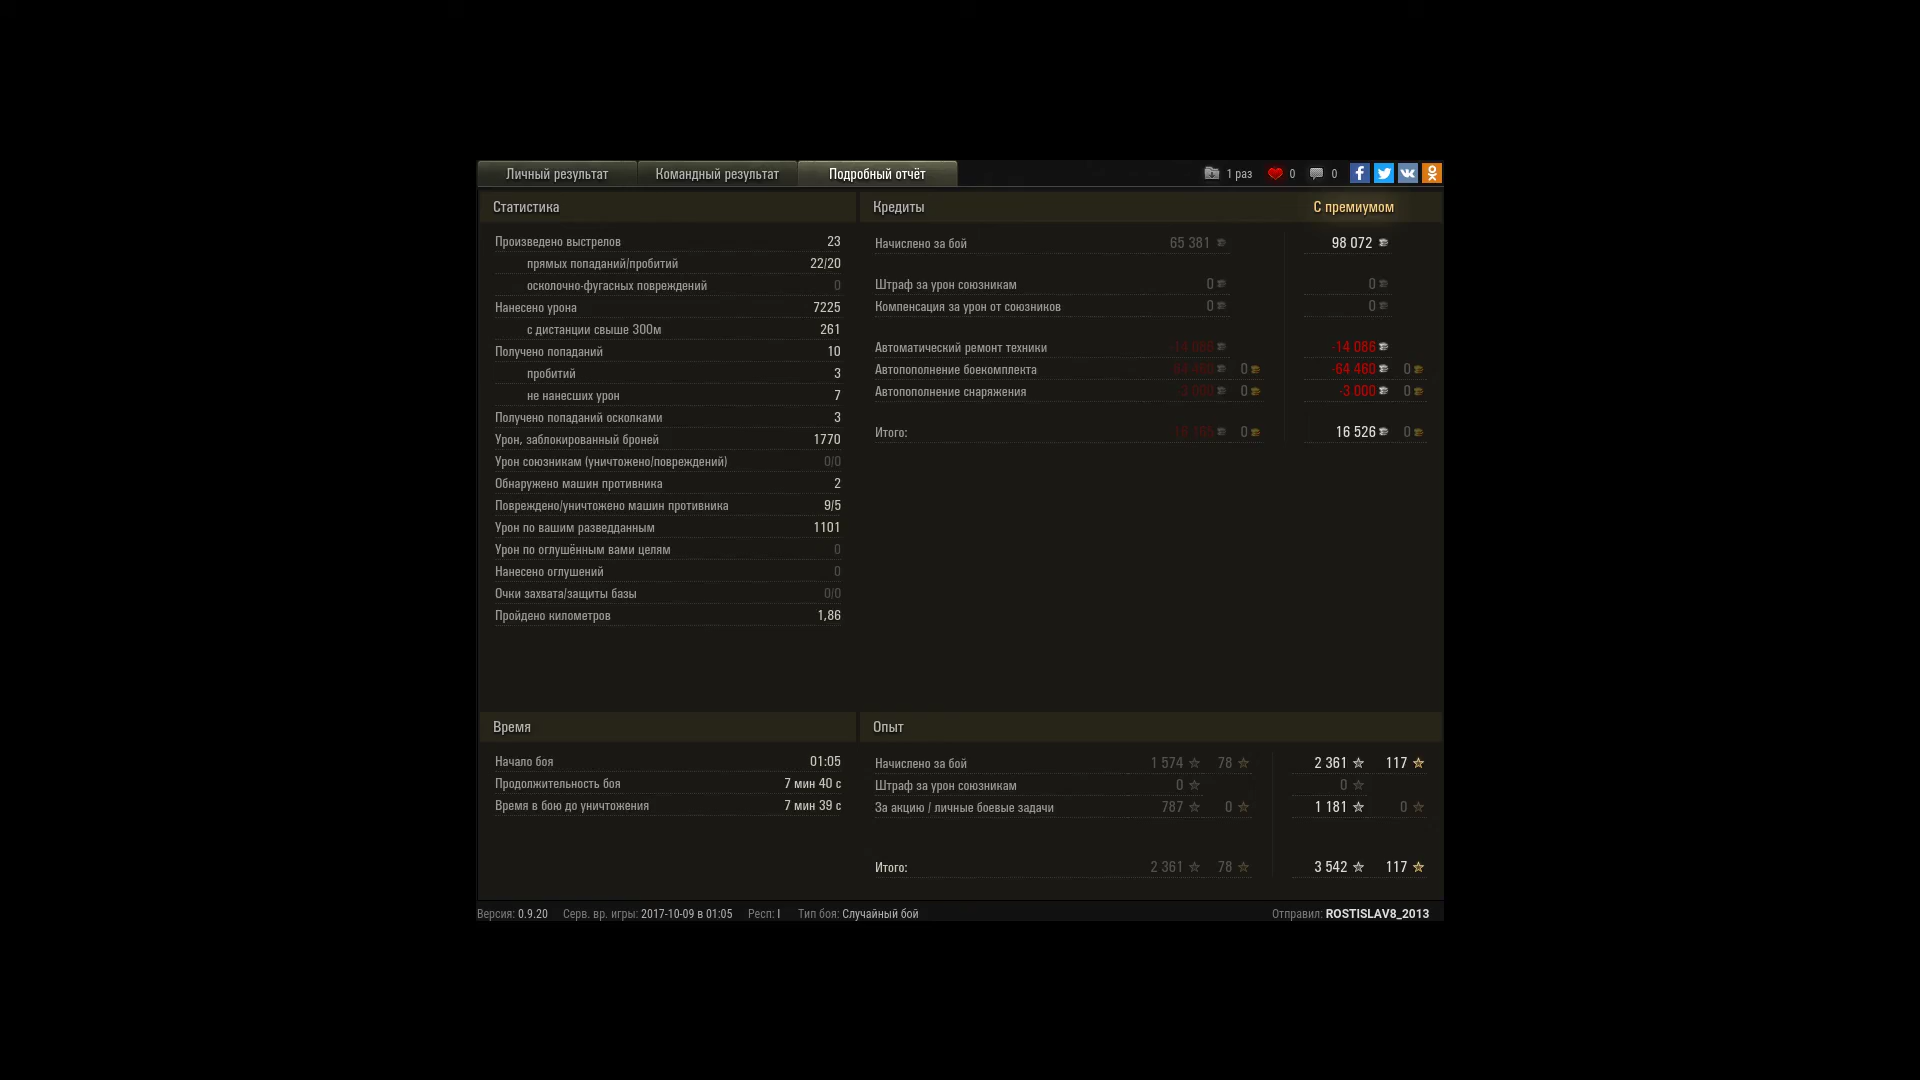 Личный результат Командный результат Подробный отчёт 1 раз 0 0
Статистика
Произведено выстрелов 23
прямых попаданий/пробитий 22/20
осколочно-фугасных повреждений 0
Нанесено урона 7225
с дистанции свыше 300м 261
Получено попаданий 10
пробитий 3
не нанесших урон 7
Получено попаданий осколками 3
Урон, заблокированный броней 1770
Урон союзникам (уничтожено/повреждений) 0/0
Обнаружено машин противника 2
Повреждено/уничтожено машин противника 9/5
Урон по вашим разведданным 1101
Урон по оглушённым вами целям 0
Нанесено оглушений 0
Очки захвата/защиты базы 0/0
Пройдено километров 1,86
Кредиты С премиумом
Начислено за бой 65 381 98 072
Штраф за урон союзникам 0 0
Компенсация за урон от союзников 0 0
Автоматический ремонт техники -14 086 -14 086
Автопополнение боекомплекта -64 460 0 -64 460 0
Автопополнение снаряжения -3 000 0 -3 000 0
Итого: 0 16 526 0
Время
Начало боя 01:05
Продолжительность боя 7 мин 40 с
Время в бою до уничтожения 7 мин 39 с
Опыт
Начислено за бой 1 574 78 2 361 117
Штраф за урон союзникам 0 0
За акцию / личные боевые задачи 787 0 1 181 0
Итого: 2 361 78 3 542 117
Версия: 0.9.20 Серв. вр. игры: 2017-10-09 в 01:05 Респ: I Тип боя: Случайный бой Отправил: ROSTISLAV8_2013